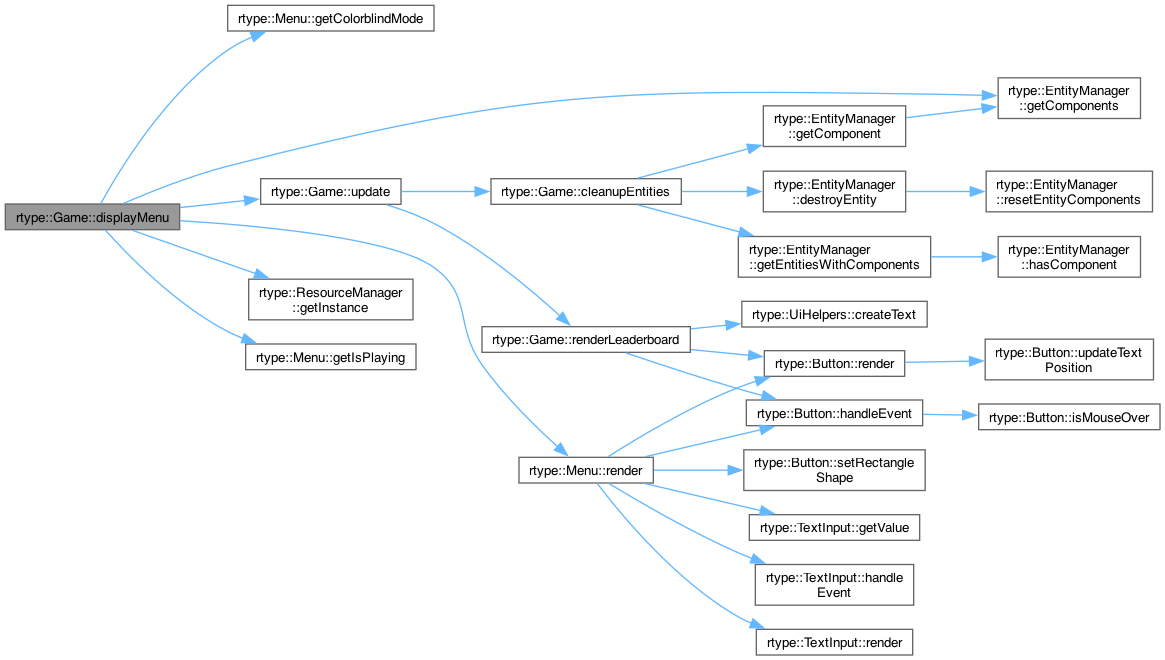 rtype::Menu::getColorblindMode
rtype::EntityManager
::getComponents
rtype::EntityManager
::getComponent
rtype::Game::update
rtype::Game::cleanupEntities
rtype::EntityManager
::destroyEntity
rtype::EntityManager
::resetEntityComponents
rtype::Game::displayMenu
rtype::EntityManager
::getEntitiesWithComponents
rtype::EntityManager
::hasComponent
rtype::ResourceManager
::getInstance
rtype::UiHelpers::createText
rtype::Game::renderLeaderboard
rtype::Menu::getIsPlaying
rtype::Button::render
rtype::Button::updateText
Position
rtype::Button::handleEvent
rtype::Button::isMouseOver
rtype::Menu::render
rtype::Button::setRectangle
Shape
rtype::TextInput::getValue
rtype::TextInput::handle
Event
rtype::TextInput::render